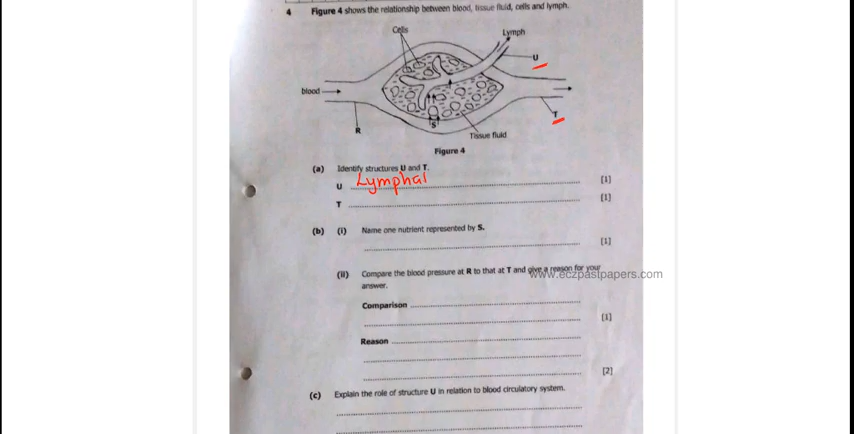 4 Figure 4 shows the relationship between blood, tissue fluid, cells and lymph.
Cells
Lymph
U
blood
T
S
R
Tissue fluid
Figure 4
(a) Identify structures U and T.
U Lymphal [1]
T [1]
(b) (i) Name one nutrient represented by S.
[1]
(ii) Compare the blood pressure at R to that at T and give a reason for your
www.eczpastpapers.com
answer.
Comparison
[1]
Reason
[2]
(c) Explain the role of structure U in relation to blood circulatory system.